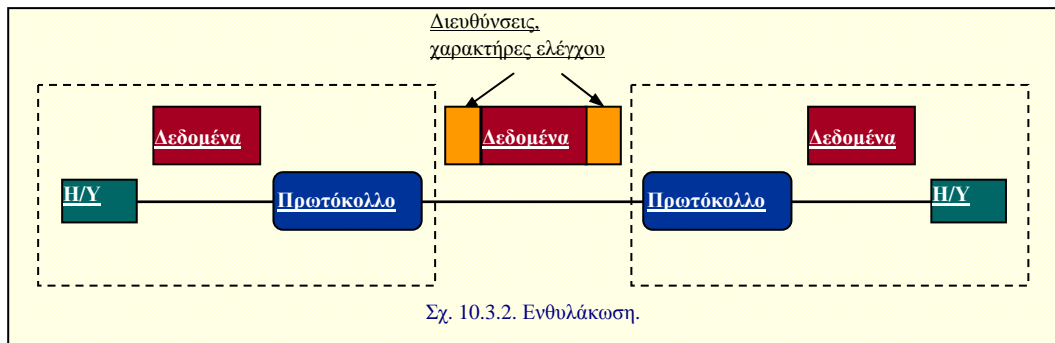 Διευθύνσεις,
χαρακτήρες ελέγχου
Δεδομένα
Δεδομένα
Δεδομένα
Η/Υ
Πρωτόκολλο
Πρωτόκολλο
Η/Υ
Σχ. 10.3.2. Ενθυλάκωση.